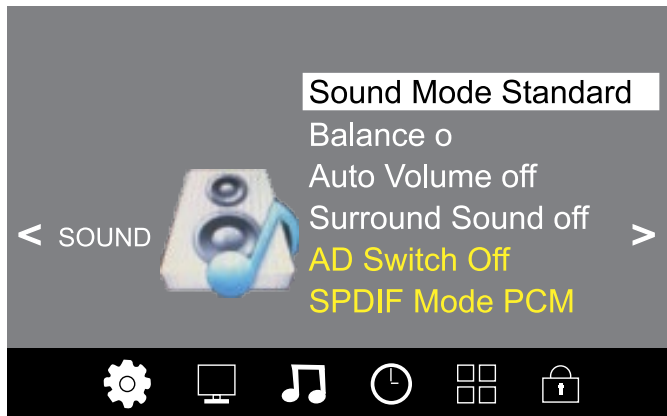 Sound Mode Standard
Balance o
Auto Volume off
Surround Sound off
< SOUND >
AD Switch Off
SPDIF Mode PCM